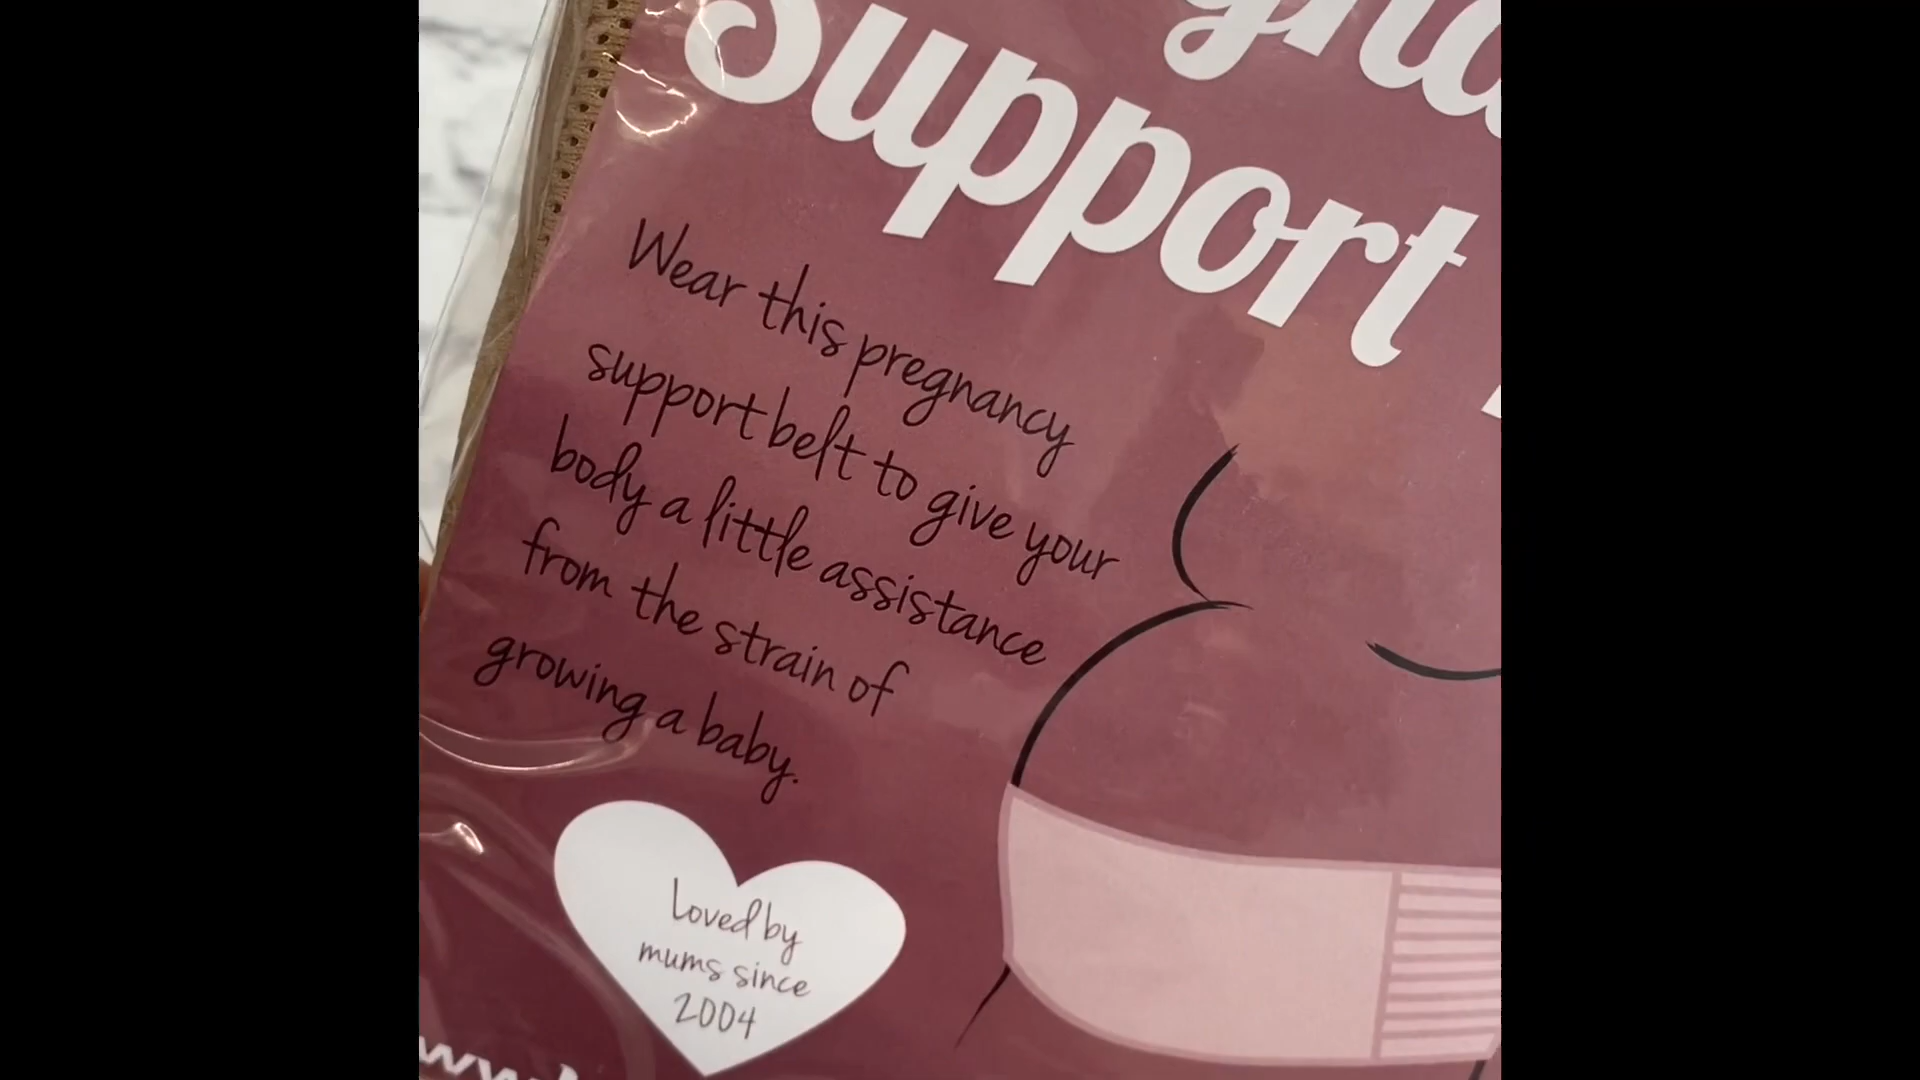 Support
Wear this pregnancy
support belt to give your
body a little assistance
from the strain of
growing a baby.
Loved by
mums since
2004